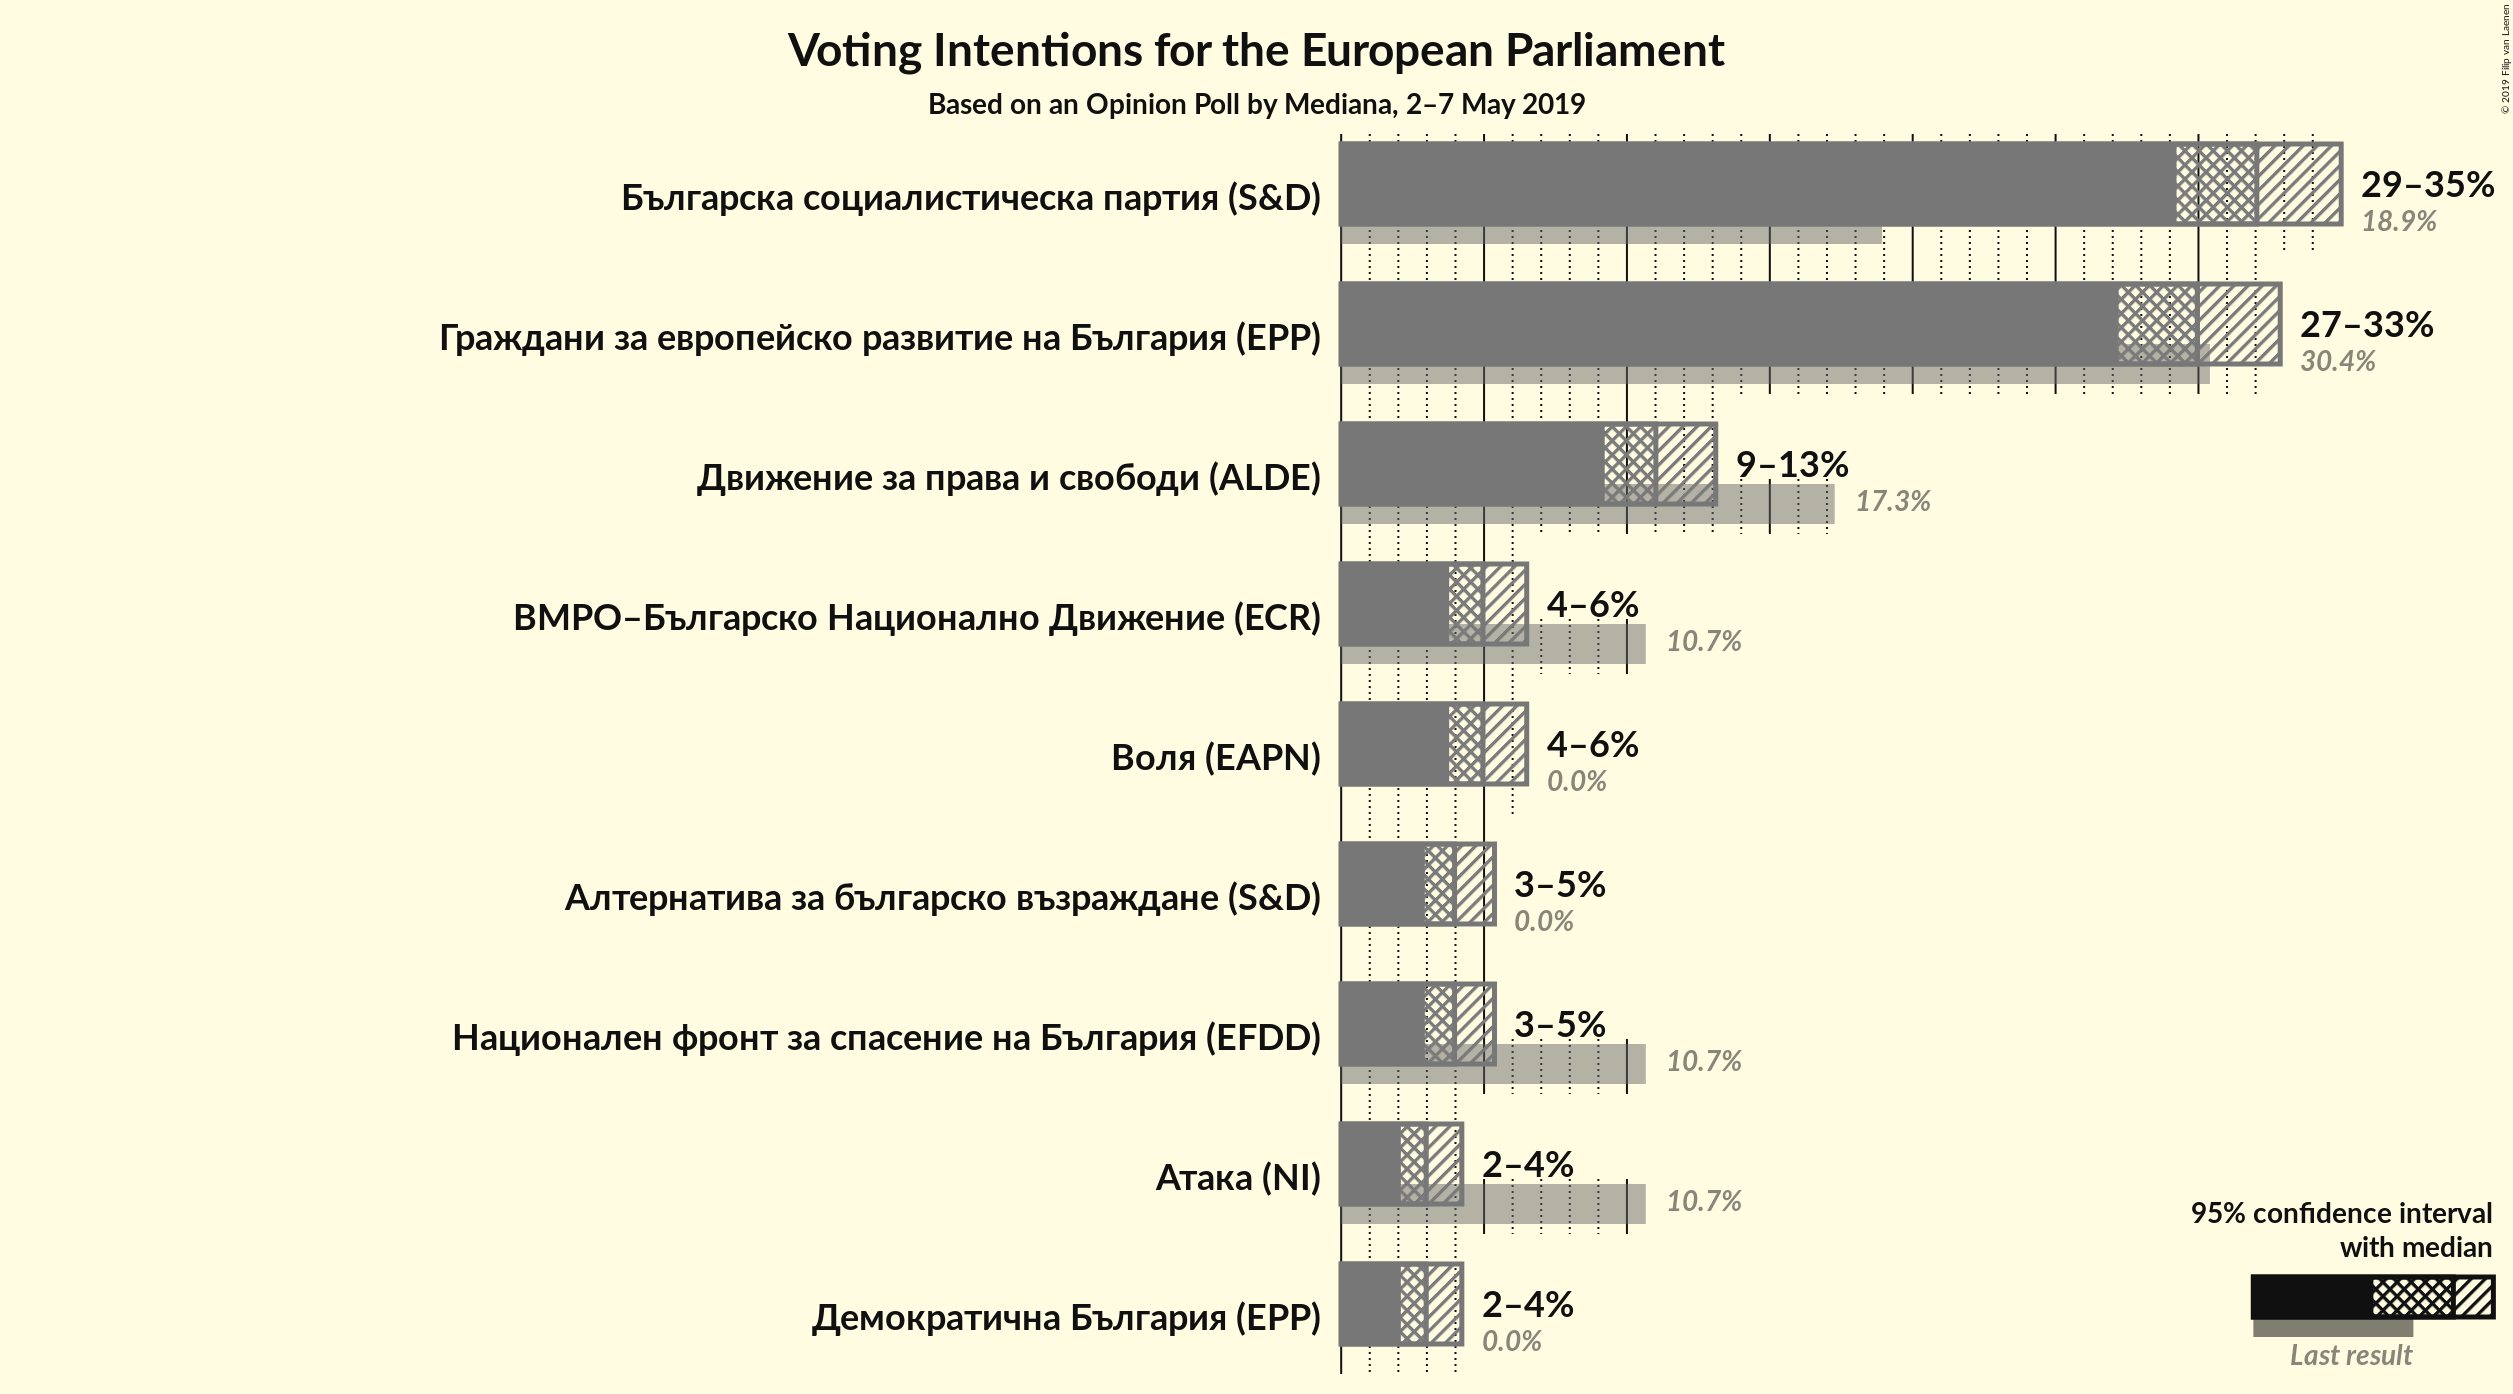 Voting Intentions for the European Parliament
Based on an Opinion Poll by Mediana, 2–7 May 2019
© 2019 Filip van Laenen
Българска социалистическа партия (S&D)
29–35%
18.9%
Граждани за европейско развитие на България (EPP)
27–33%
30.4%
Движение за права и свободи (ALDE)
9–13%
17.3%
ВМРО–Българско Национално Движение (ECR)
4–6%
10.7%
Воля (EAPN)
4–6%
0.0%
Алтернатива за българско възраждане (S&D)
3–5%
0.0%
Национален фронт за спасение на България (EFDD)
3–5%
10.7%
Атака (NI)
2–4%
10.7%
Демократична България (EPP)
2–4%
0.0%
95% confidence interval
with median
Last result